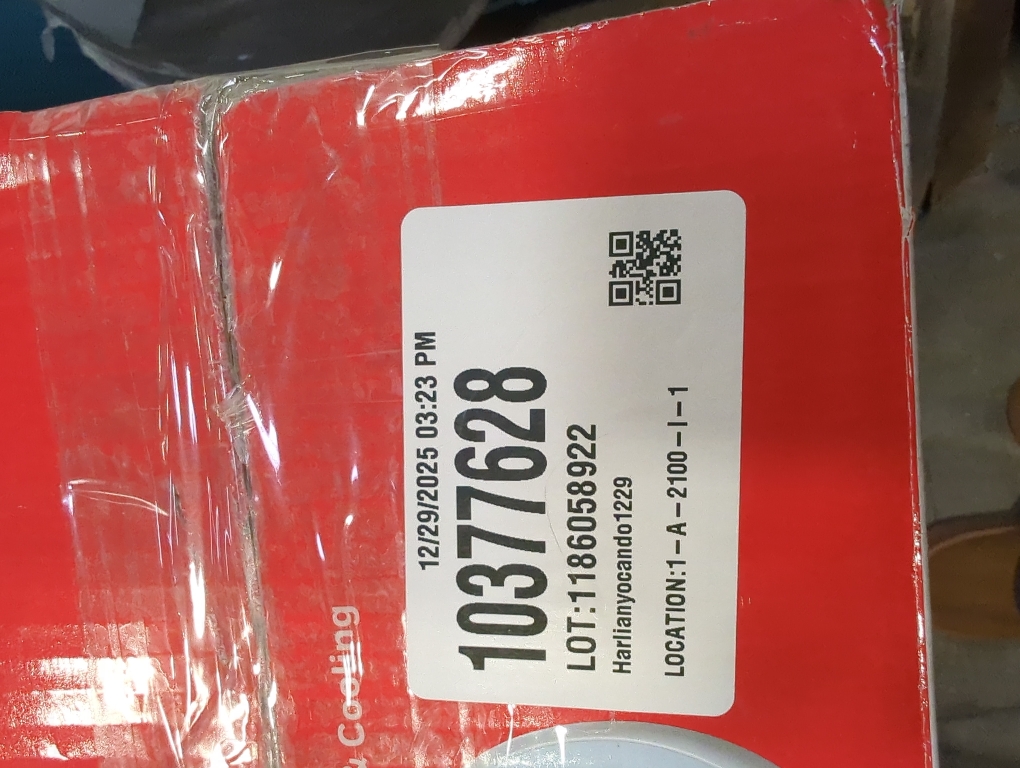 12/29/2025 03:23 PM
10377628
LOT:1186058922
Harlianyocando1229
LOCATION:1-A-2100-I-1
Cooling